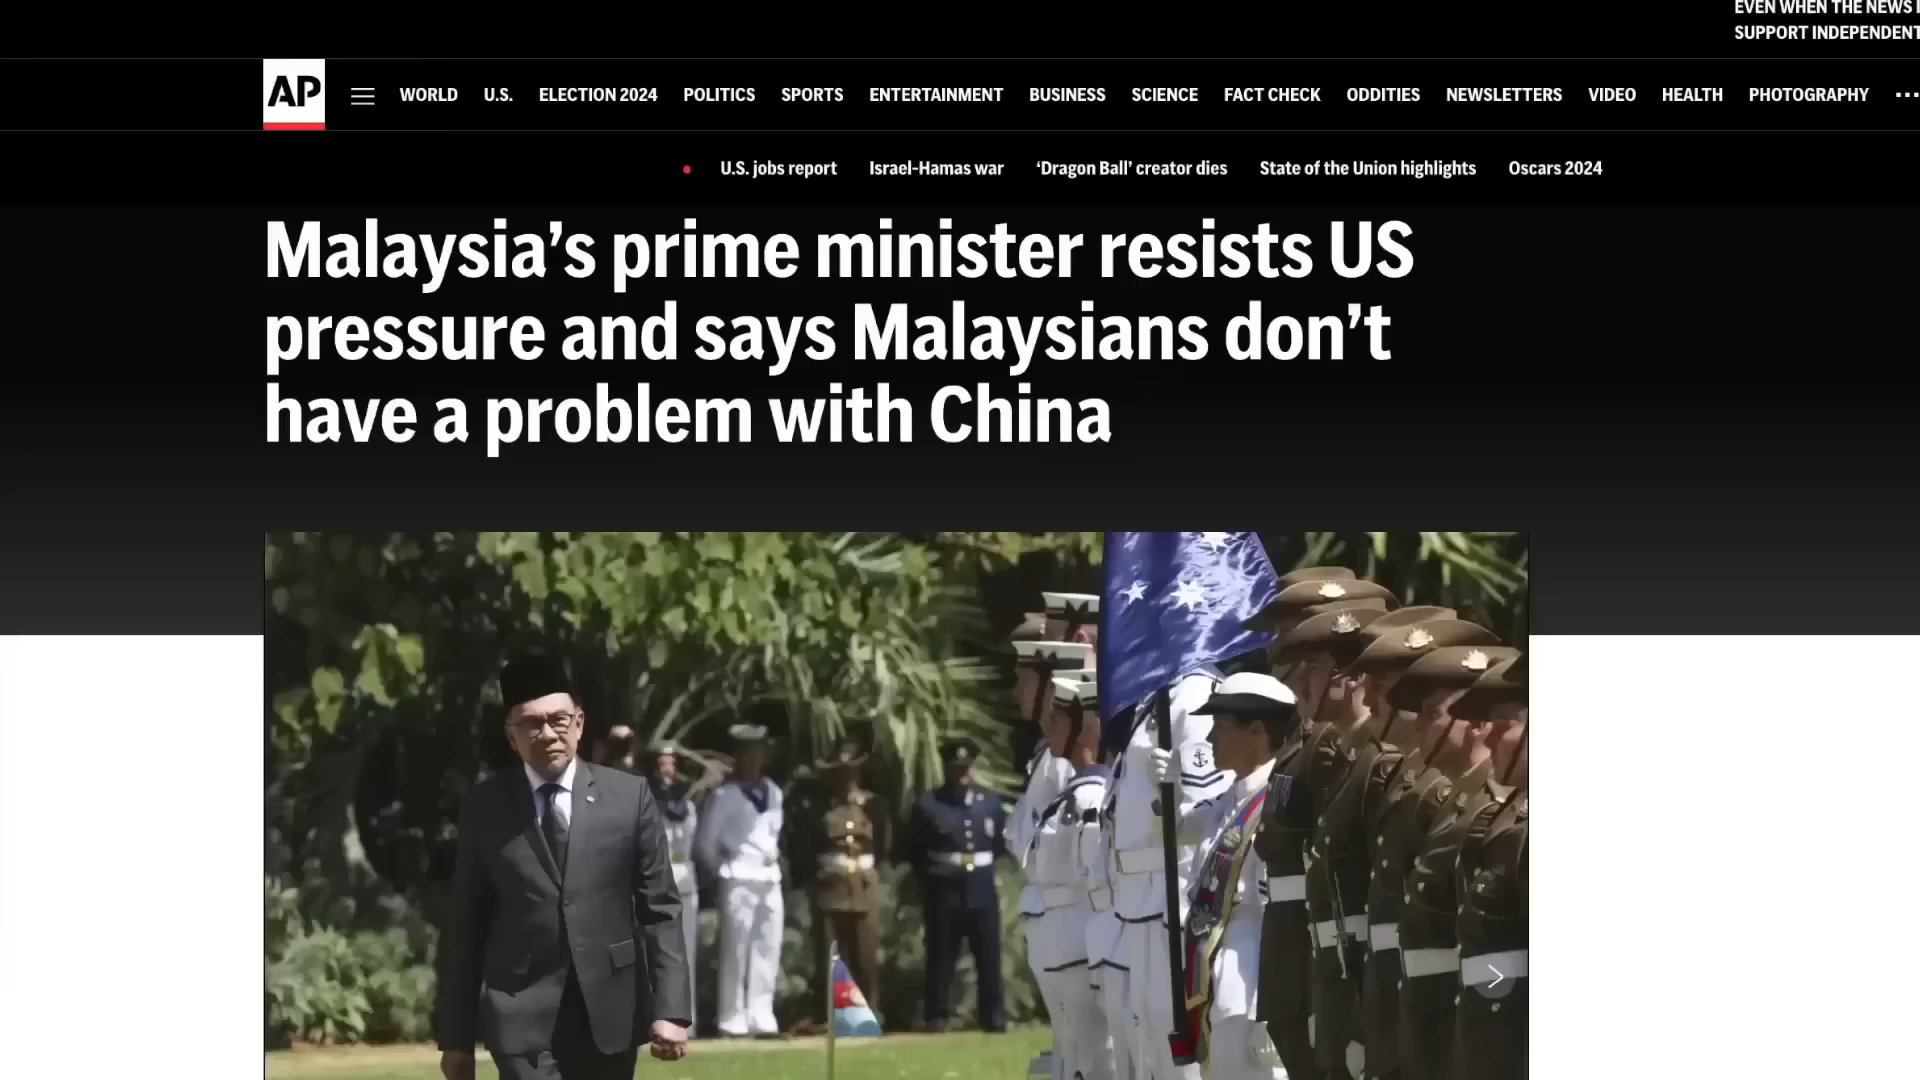 EVEN WHEN THE NEWS
SUPPORT INDEPENDENT
AP
WORLD U.S. ELECTION 2024 POLITICS SPORTS ENTERTAINMENT BUSINESS SCIENCE FACT CHECK ODDITIES NEWSLETTERS VIDEO HEALTH PHOTOGRAPHY
U.S. jobs report Israel-Hamas war ‘Dragon Ball’ creator dies State of the Union highlights Oscars 2024
Malaysia’s prime minister resists US
pressure and says Malaysians don’t
have a problem with China